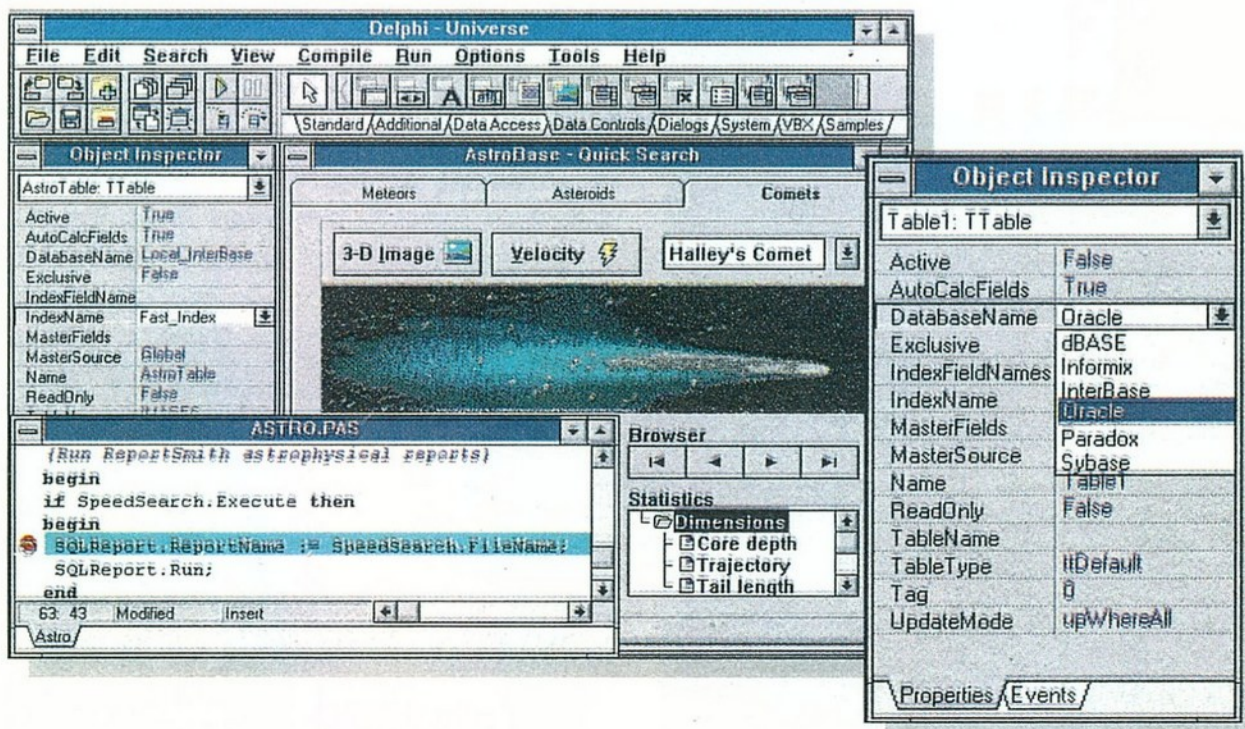 Delphi - Universe
File Edit Search View Compile Run Options Tools Help
Standard Additional Data Access Data Controls Dialogs System VBX Samples
Object Inspector
AstroTable: TTable
Active True
AutoCalcFields True
DatabaseName Local_InterBase
Exclusive False
IndexFieldName
IndexName Fast_Index
MasterFields
MasterSource Global
Name AstroTable
ReadOnly False
AstroBase - Quick Search
Meteors Asteroids Comets
3-D Image Velocity Halley's Comet
ASTRO.PAS
{Run ReportSmith astrophysical reports}
begin
if SpeedSearch.Execute then
begin
SQLReport.ReportName := SpeedSearch.FileName;
SQLReport.Run;
end
63: 43 Modified Insert
Astro
Browser
Statistics
Dimensions
Core depth
Trajectory
Tail length
Object Inspector
Table1: TTable
Active False
AutoCalcFields True
DatabaseName Oracle
Exclusive dBASE
IndexFieldNames Informix
IndexName InterBase
Oracle
MasterFields Paradox
MasterSource Sybase
Name Table1
ReadOnly False
TableName
TableType ttDefault
Tag 0
UpdateMode upWhereAll
Properties Events